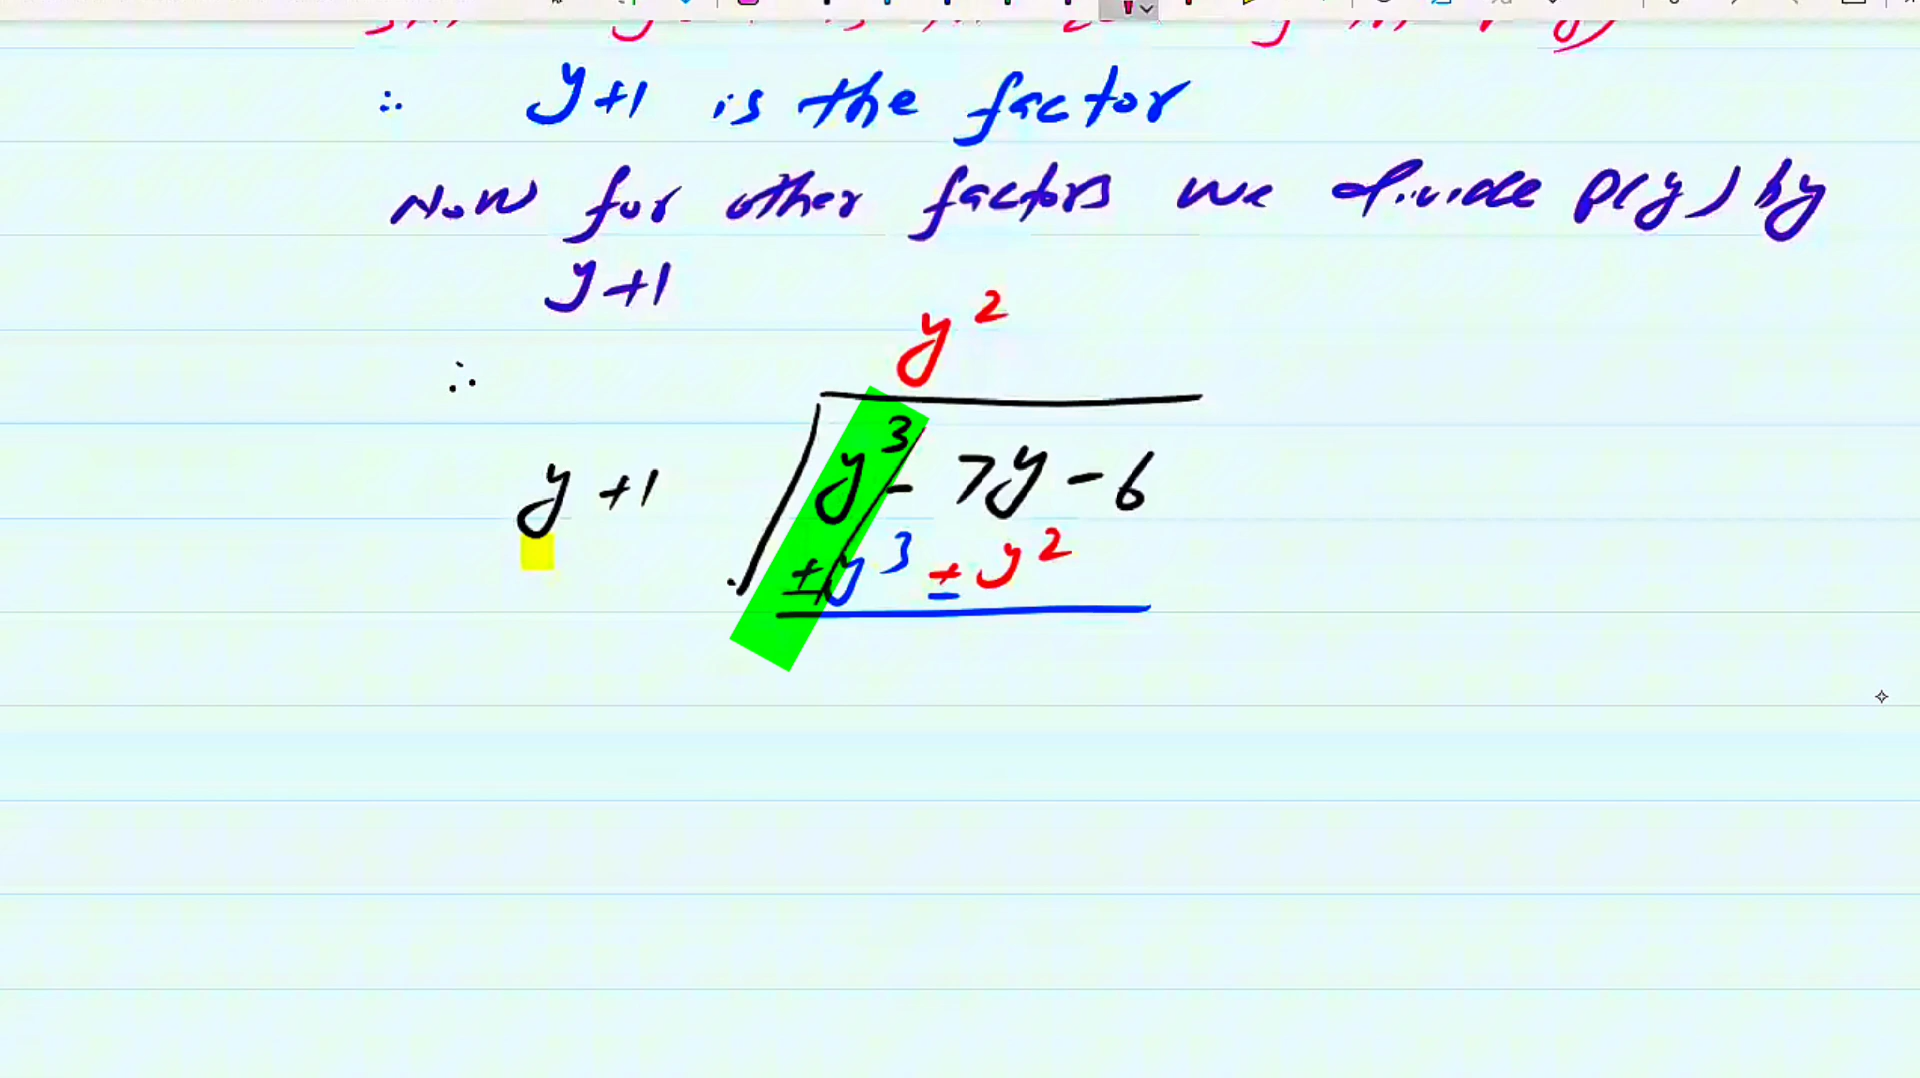 ∴ y+1 is the factor
Now for other factors we divide P(y) by
y+1
y²
∴
y +1 y³ - 7y - 6
±y³ ± y²